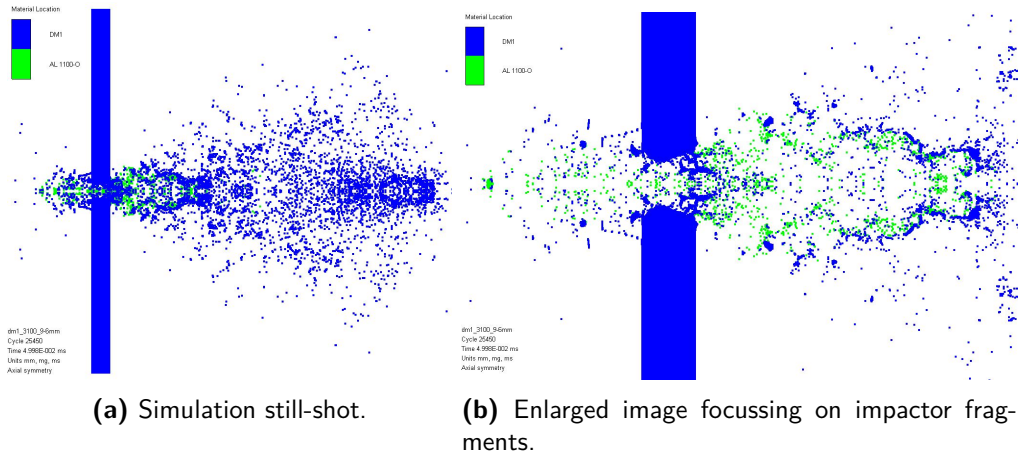 Material Location
DM1
AL 1100-O
dm1_3100_9-6mm
Cycle 25450
Time 4.998E-002 ms
Units mm, mg, ms
Axial symmetry
(a) Simulation still-shot.
Material Location
DM1
AL 1100-O
dm1_3100_9-6mm
Cycle 25450
Time 4.998E-002 ms
Units mm, mg, ms
Axial symmetry
(b) Enlarged image focussing on impactor frag-
ments.